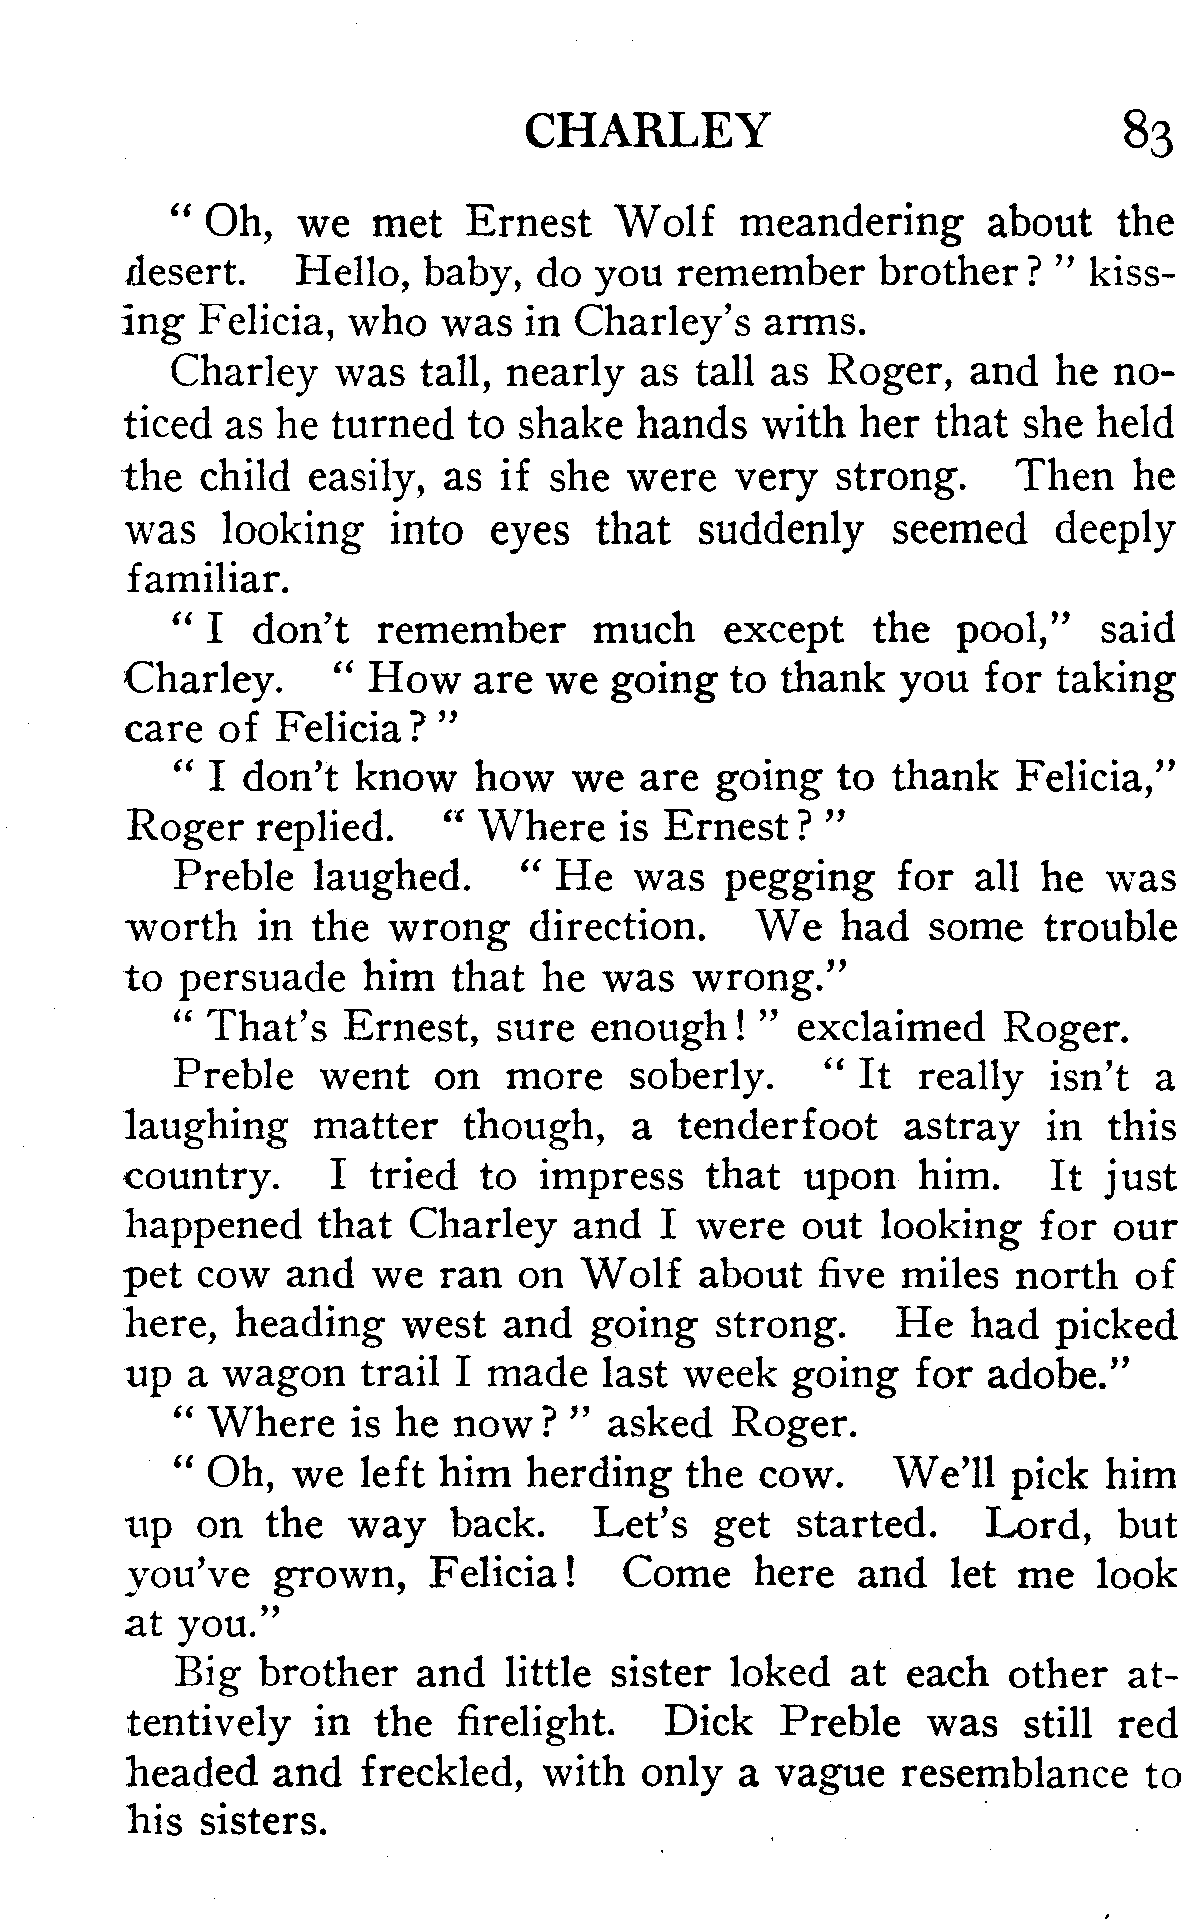 CHARLEY 83
“ Oh, we met Ernest Wolf meandering about the
desert. Hello, baby, do you remember brother? ” kiss-
ing Felicia, who was in Charley’s arms.
Charley was tall, nearly as tall as Roger, and he no-
ticed as he turned to shake hands with her that she held
the child easily, as if she were very strong. Then he
was looking into eyes that suddenly seemed deeply
familiar.
“ I don’t remember much except the pool,” said
Charley. “ How are we going to thank you for taking
care of Felicia? ”
“ I don’t know how we are going to thank Felicia,”
Roger replied. “ Where is Ernest? ”
Preble laughed. “ He was pegging for all he was
worth in the wrong direction. We had some trouble
to persuade him that he was wrong.”
“ That’s Ernest, sure enough! ” exclaimed Roger.
Preble went on more soberly. “ It really isn’t a
laughing matter though, a tenderfoot astray in this
country. I tried to impress that upon him. It just
happened that Charley and I were out looking for our
pet cow and we ran on Wolf about five miles north of
here, heading west and going strong. He had picked
up a wagon trail I made last week going for adobe.”
“ Where is he now? ” asked Roger.
“ Oh, we left him herding the cow. We’ll pick him
up on the way back. Let’s get started. Lord, but
you’ve grown, Felicia! Come here and let me look
at you.”
Big brother and little sister loked at each other at-
tentively in the firelight. Dick Preble was still red
headed and freckled, with only a vague resemblance to
his sisters.